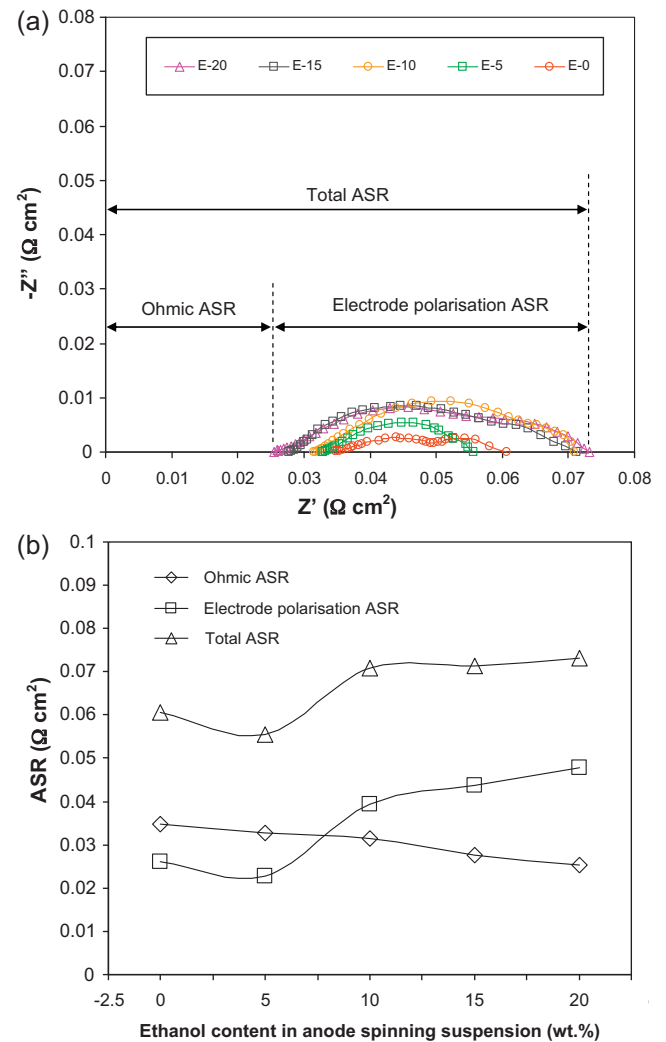 (a)
0.08
0.07
0.06
0.05
0.04
0.03
0.02
0.01
0
-Z″ (Ω cm²)
E-20 E-15 E-10 E-5 E-0
Total ASR
Ohmic ASR
Electrode polarisation ASR
0 0.01 0.02 0.03 0.04 0.05 0.06 0.07 0.08
Z' (Ω cm²)
(b)
0.1
0.09
0.08
0.07
0.06
0.05
0.04
0.03
0.02
0.01
0
ASR (Ω cm²)
Ohmic ASR
Electrode polarisation ASR
Total ASR
-2.5 0 5 10 15 20
Ethanol content in anode spinning suspension (wt.%)